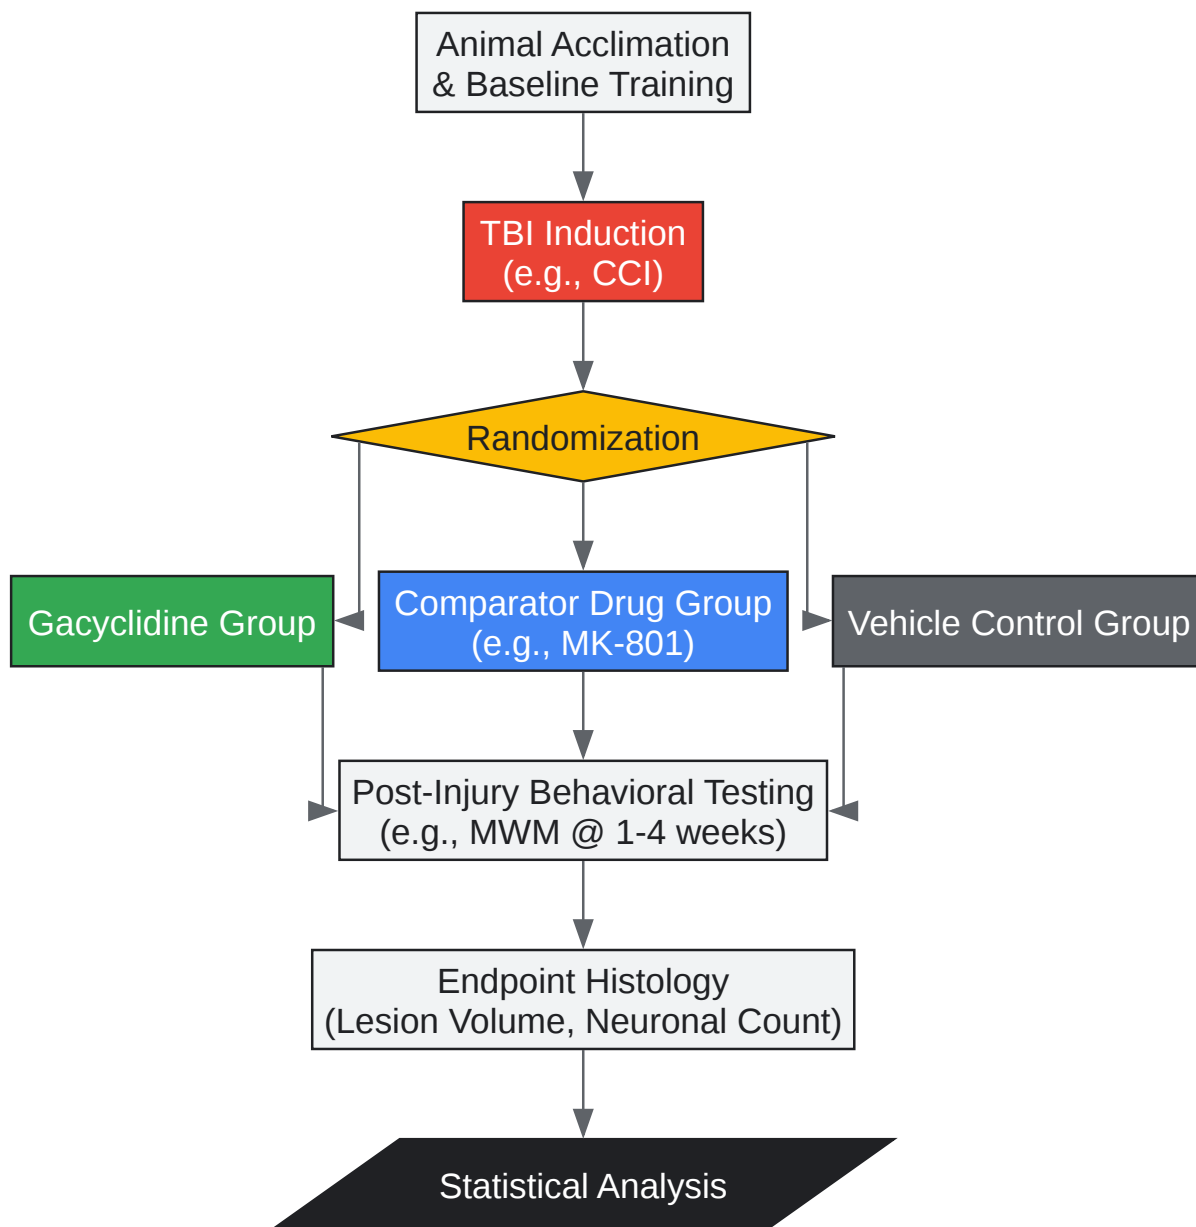 Animal Acclimation
& Baseline Training
TBI Induction
(e.g., CCI)
Randomization
Gacyclidine Group
Comparator Drug Group
(e.g., MK-801)
Vehicle Control Group
Post-Injury Behavioral Testing
(e.g., MWM @ 1-4 weeks)
Endpoint Histology
(Lesion Volume, Neuronal Count)
Statistical Analysis